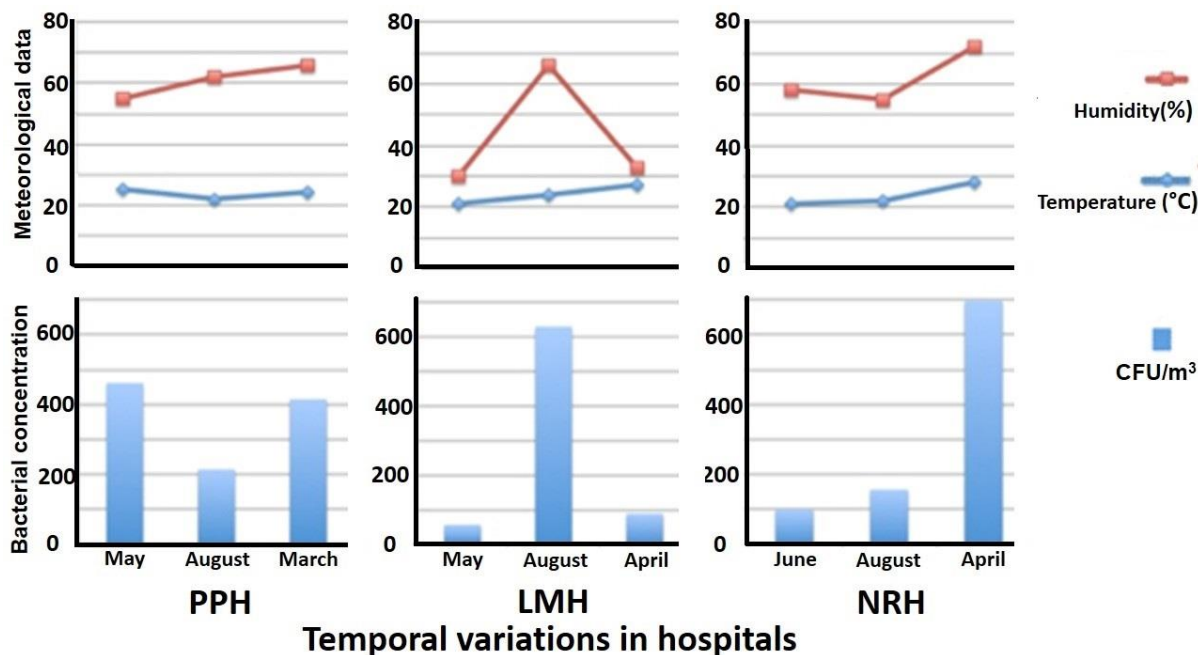 Meteorological data
80
60
40
20
0
80
60
40
20
0
80
60
40
20
0
Humidity(%)
Temperature (°C)
Bacterial concentration
600
400
200
0
600
400
200
0
600
400
200
0
CFU/m³
May August March
May August April
June August April
PPH
LMH
NRH
Temporal variations in hospitals